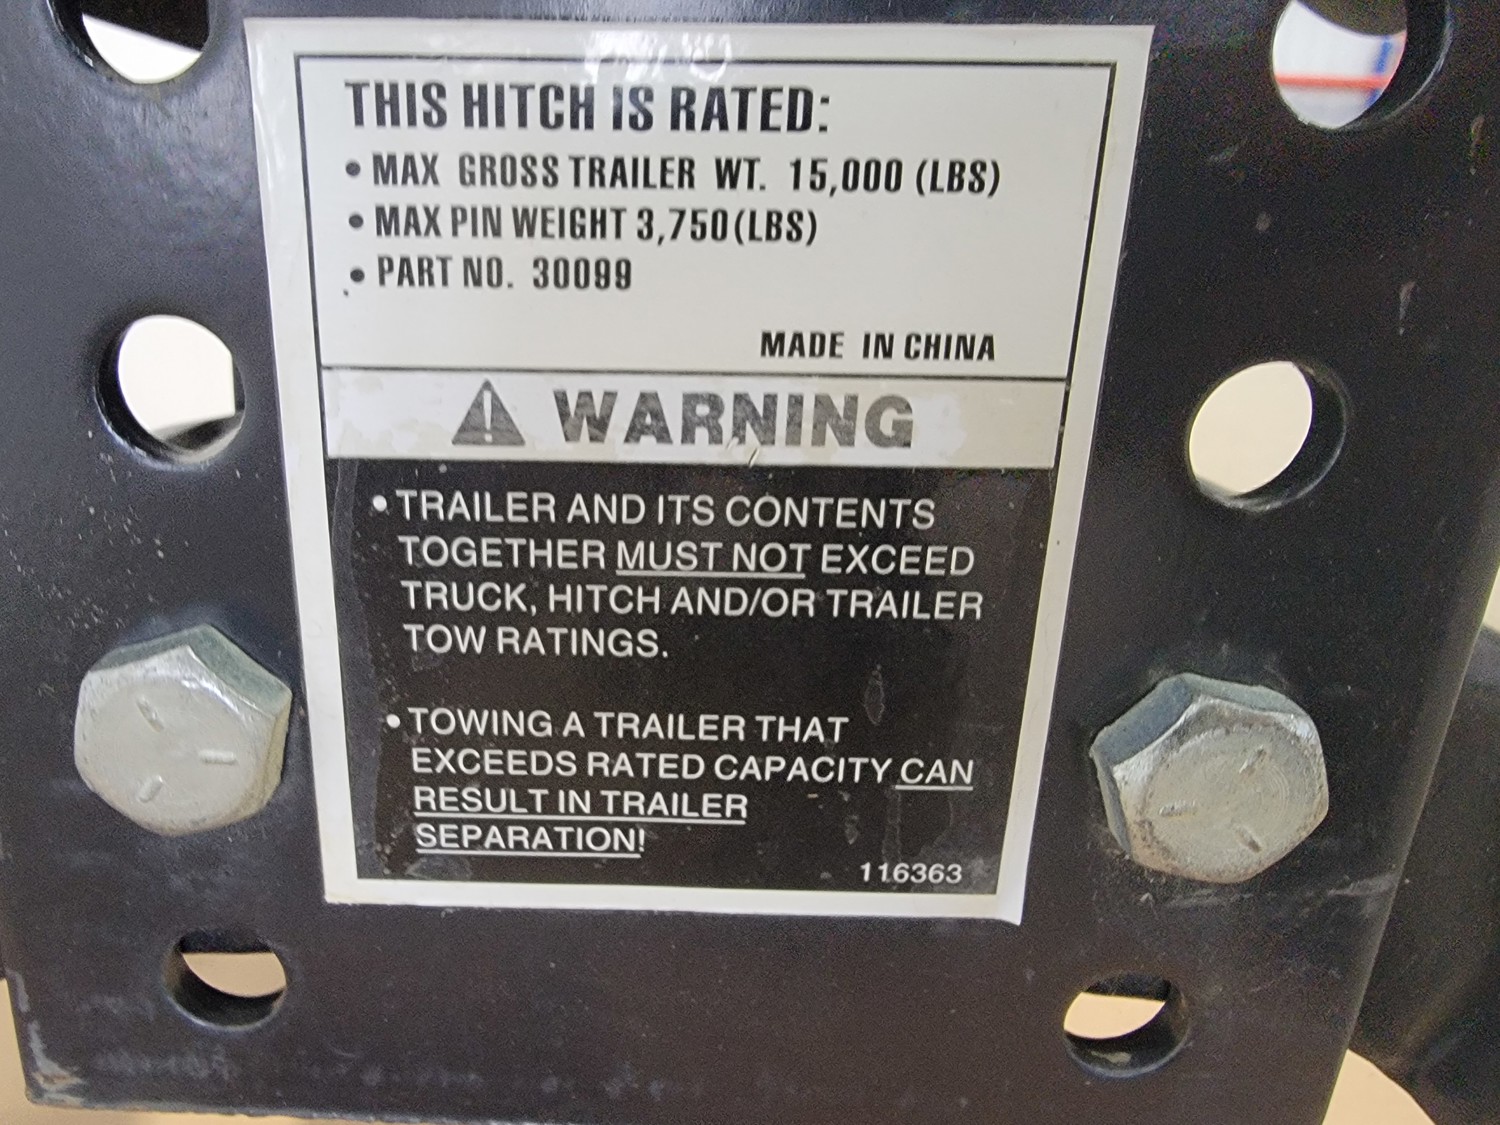 THIS HITCH IS RATED:
• MAX GROSS TRAILER WT. 15,000 (LBS)
• MAX PIN WEIGHT 3,750 (LBS)
• PART NO. 30099
MADE IN CHINA
WARNING
• TRAILER AND ITS CONTENTS
TOGETHER MUST NOT EXCEED
TRUCK, HITCH AND/OR TRAILER
TOW RATINGS.
• TOWING A TRAILER THAT
EXCEEDS RATED CAPACITY CAN
RESULT IN TRAILER
SEPARATION!
116363